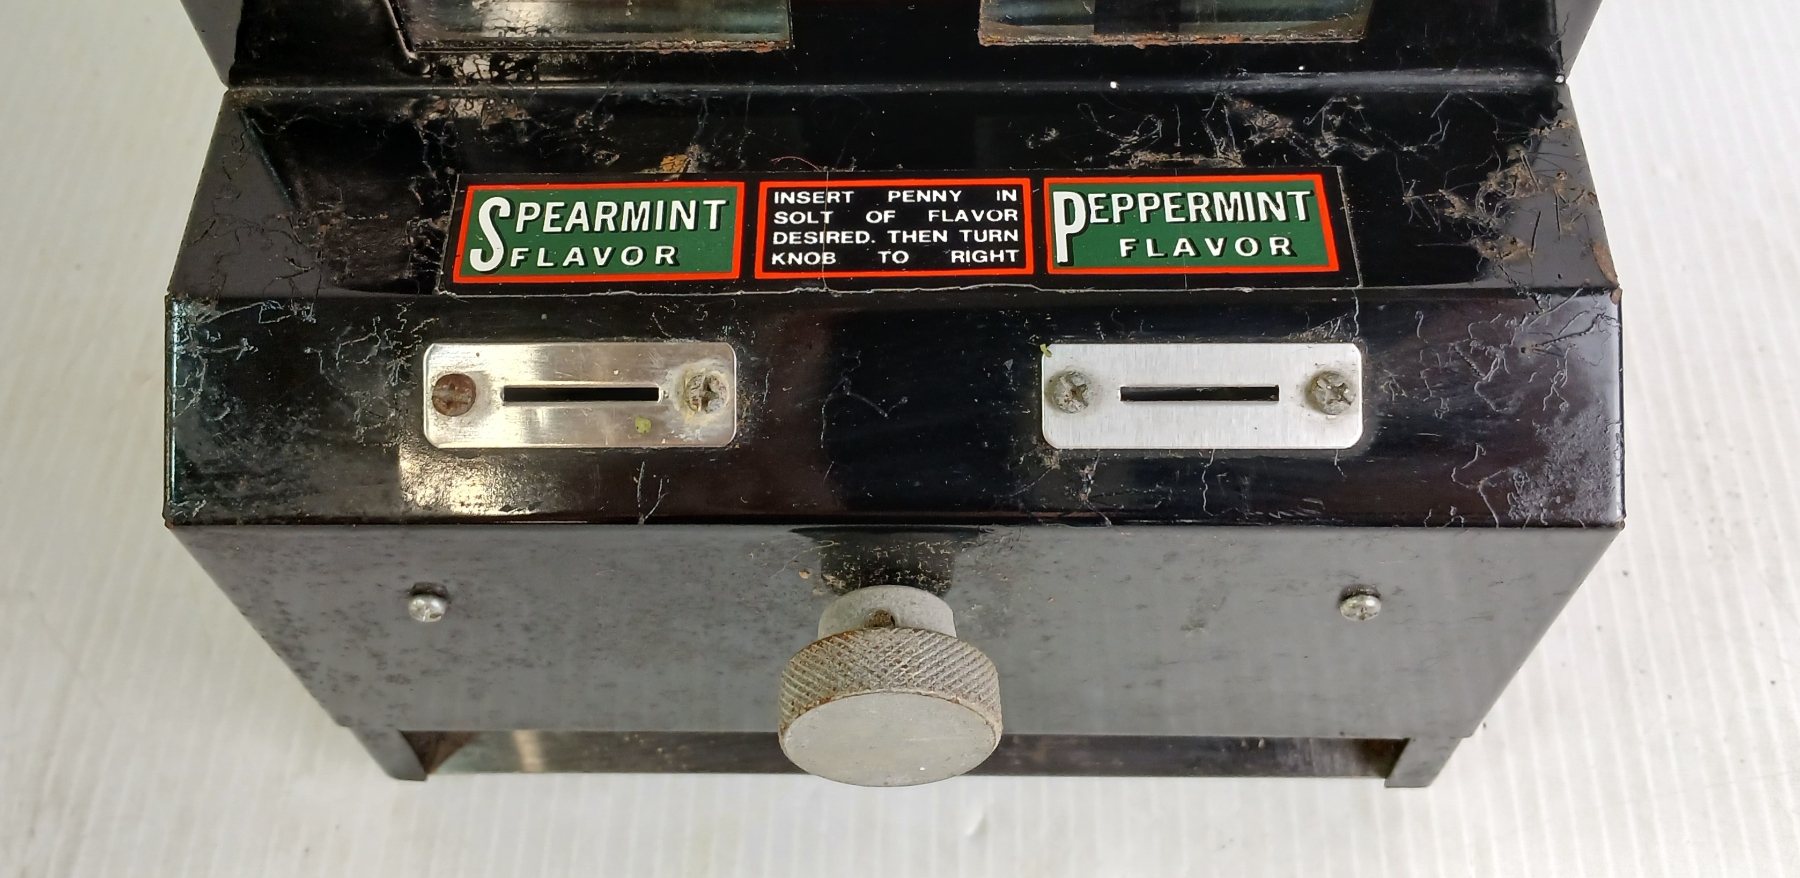 SPEARMINT
FLAVOR
INSERT PENNY IN
SOLT OF FLAVOR
DESIRED. THEN TURN
KNOB TO RIGHT
PEPPERMINT
FLAVOR